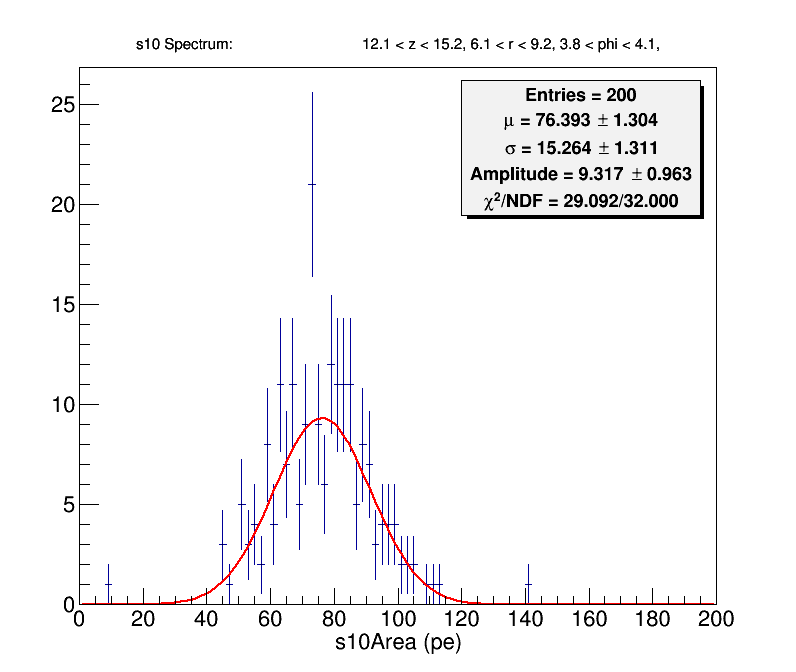 s10 Spectrum: 12.1 < z < 15.2, 6.1 < r < 9.2, 3.8 < phi < 4.1,
Entries = 200
μ = 76.393 ± 1.304
σ = 15.264 ± 1.311
Amplitude = 9.317 ± 0.963
χ²/NDF = 29.092/32.000
25
20
15
10
5
0
0 20 40 60 80 100 120 140 160 180 200
s10Area (pe)